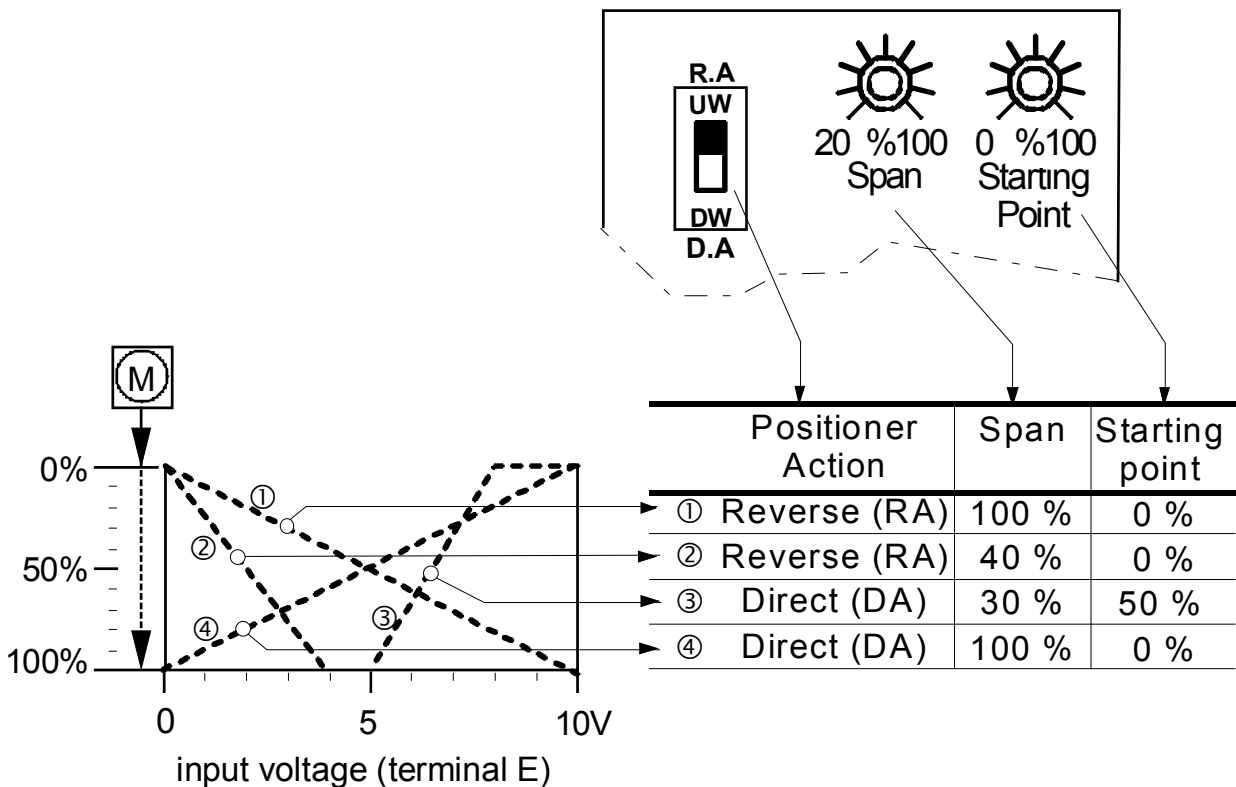 R.A
UW
DW
D.A
20 %100
Span
0 %100
Starting
Point
M
0%
50%
100%
① ② ③ ④
0 5 10V
input voltage (terminal E)
Positioner Action Span Starting point
① Reverse (RA) 100 % 0 %
② Reverse (RA) 40 % 0 %
③ Direct (DA) 30 % 50 %
④ Direct (DA) 100 % 0 %